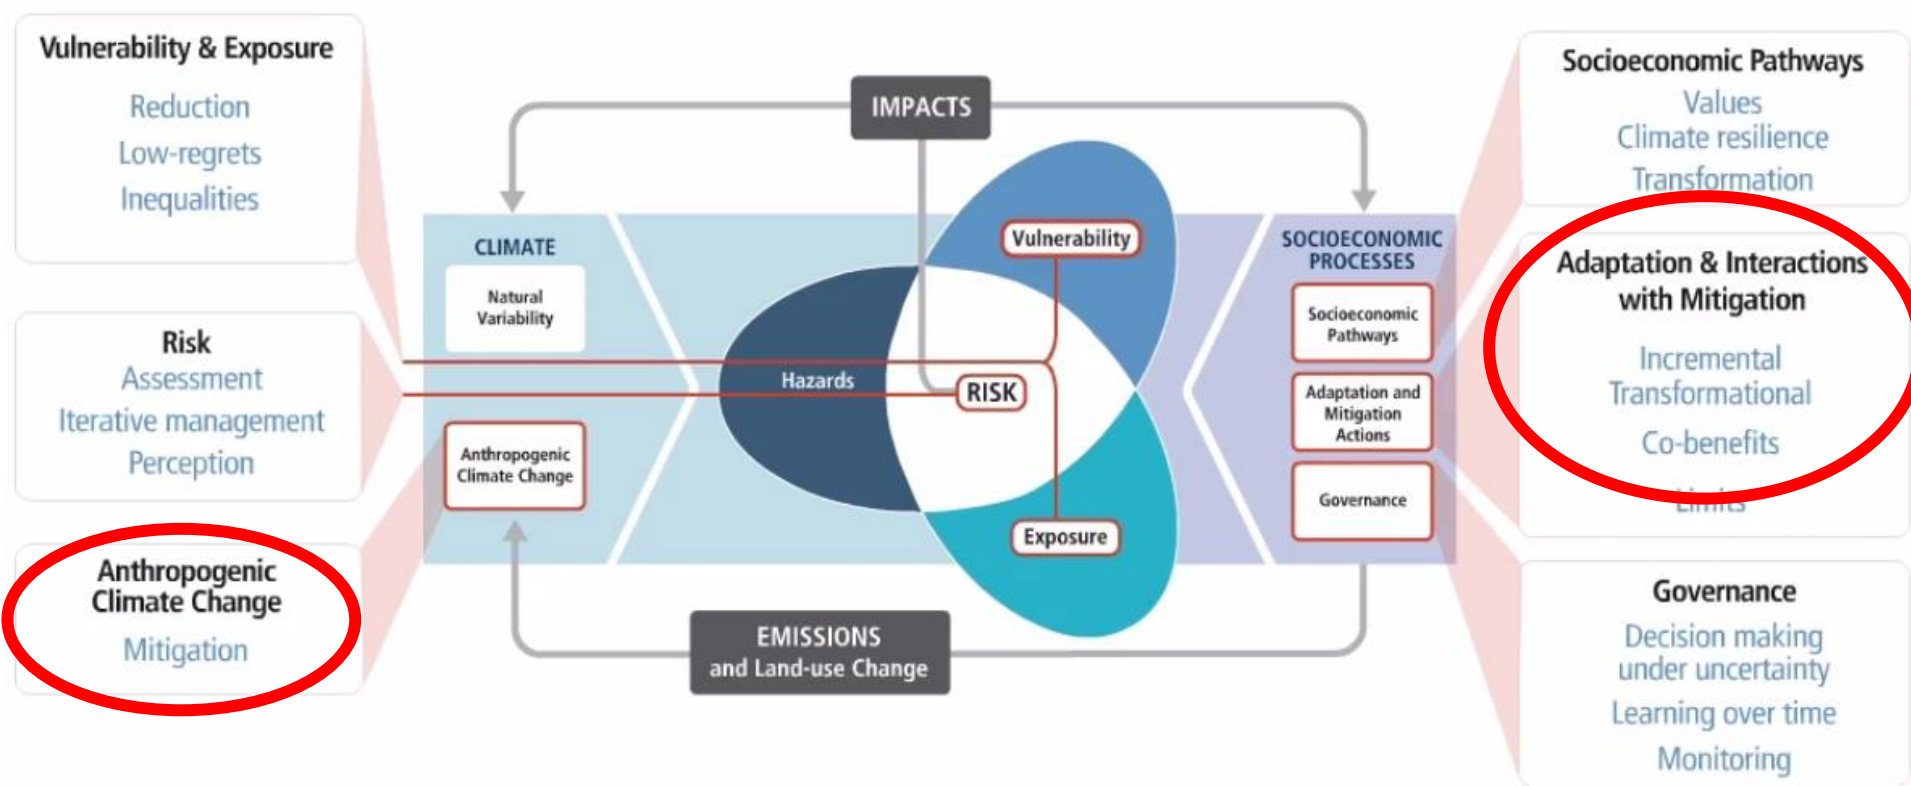 Vulnerability & Exposure
Reduction
Low-regrets
Inequalities
Risk
Assessment
Iterative management
Perception
Anthropogenic
Climate Change
Mitigation
IMPACTS
CLIMATE
Natural
Variability
Anthropogenic
Climate Change
Hazards
Vulnerability
RISK
Exposure
EMISSIONS
and Land-use Change
SOCIOECONOMIC
PROCESSES
Socioeconomic
Pathways
Adaptation and
Mitigation
Actions
Governance
Socioeconomic Pathways
Values
Climate resilience
Transformation
Adaptation & Interactions
with Mitigation
Incremental
Transformational
Co-benefits
Limits
Governance
Decision making
under uncertainty
Learning over time
Monitoring